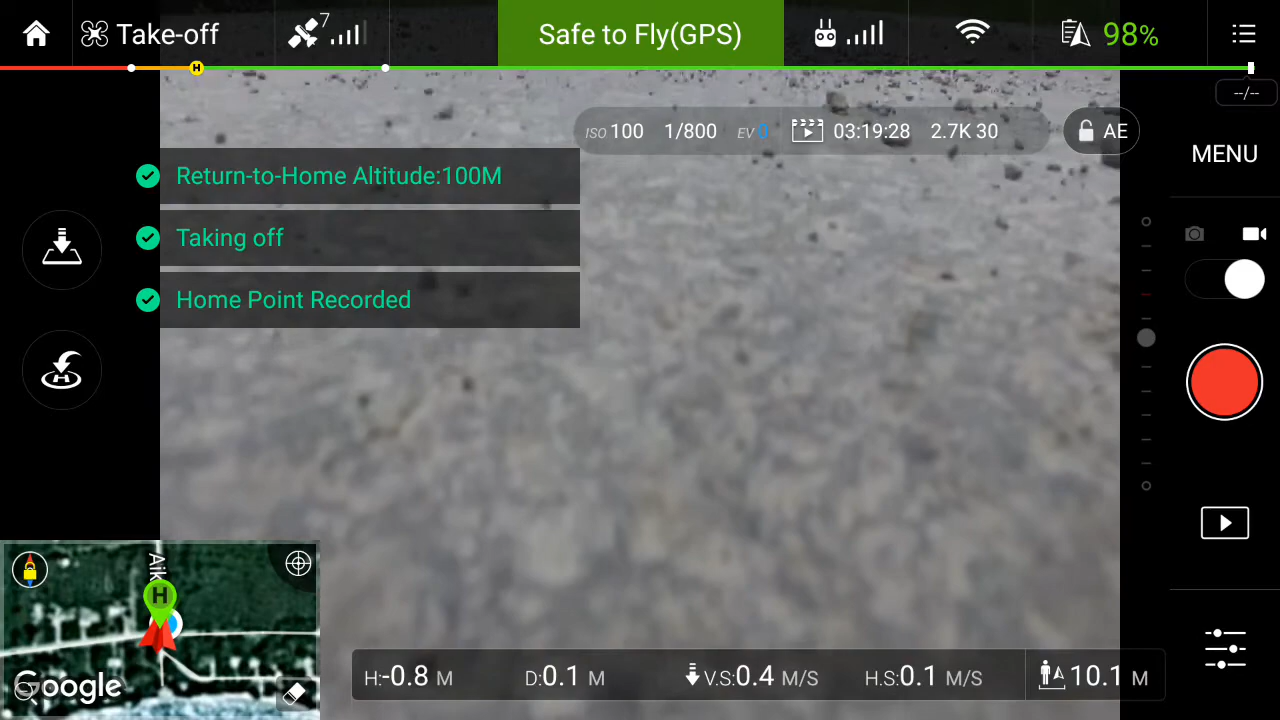 Take-off
7
Safe to Fly(GPS)
98%
H
--/--
ISO 100 1/800 EV 0 03:19:28 2.7K 30
AE
MENU
Return-to-Home Altitude:100M
Taking off
Home Point Recorded
H
Aik
H
Google
H:-0.8 M D:0.1 M V.S:0.4 M/S H.S:0.1 M/S 10.1 M